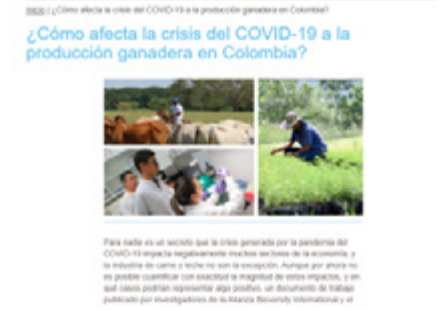 Inicio | ¿Cómo afecta la crisis del COVID-19 a la producción ganadera en Colombia?
¿Cómo afecta la crisis del COVID-19 a la
producción ganadera en Colombia?
Para nadie es un secreto que la crisis generada por la pandemia del
COVID-19 impacta negativamente muchos sectores de la economía, y
la industria de carne y leche no son la excepción. Aunque por ahora no
es posible cuantificar con exactitud la magnitud de estos impactos, y en
qué casos podrían representar algo positivo, un documento de trabajo
publicado por investigadores de la Alianza Bioversity International y el